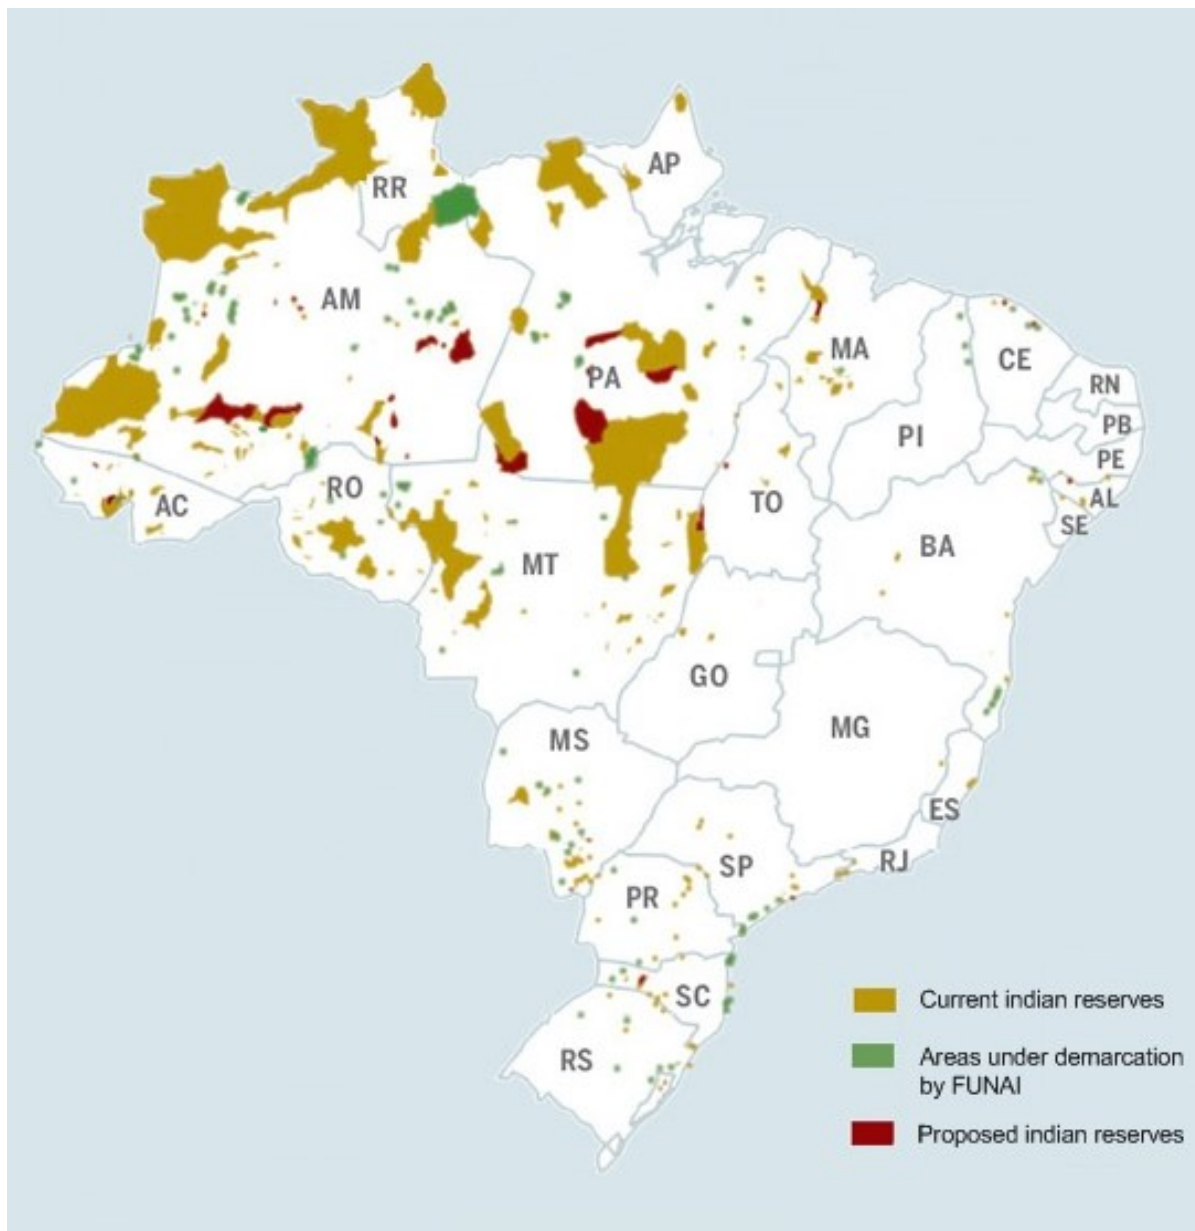 AP
RR
AM
MA
CE
RN
PA
PB
PI
PE
RO
AC
TO
AL
SE
BA
MT
GO
MG
MS
ES
RJ
SP
PR
SC
RS
Current indian reserves
Areas under demarcation
by FUNAI
Proposed indian reserves